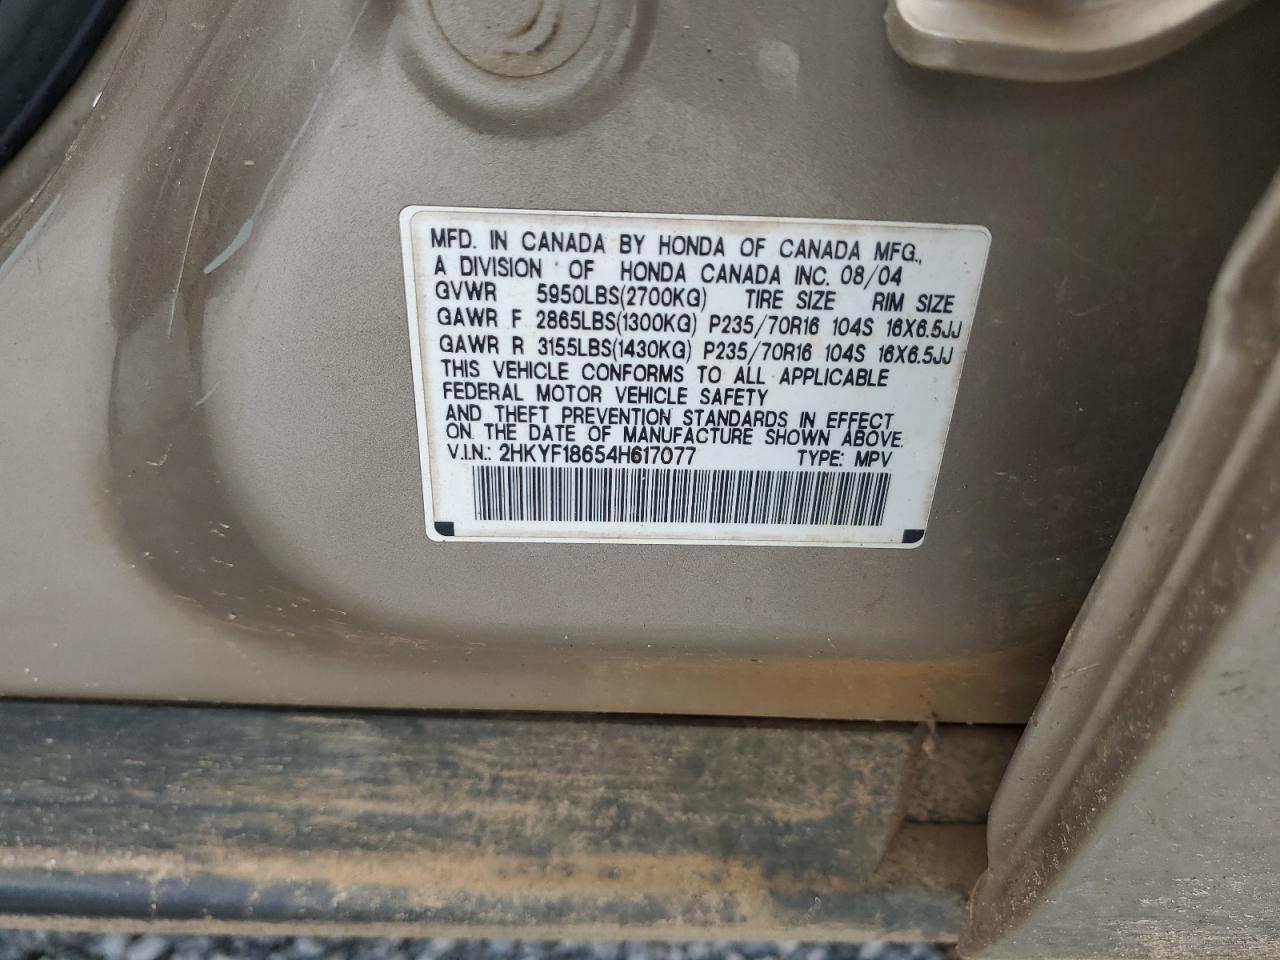 MFD. IN CANADA BY HONDA OF CANADA MFG.,
A DIVISION OF HONDA CANADA INC. 08/04
GVWR 5950LBS(2700KG) TIRE SIZE RIM SIZE
GAWR F 2865LBS(1300KG) P235/70R16 104S 16X6.5JJ
GAWR R 3155LBS(1430KG) P235/70R16 104S 16X6.5JJ
THIS VEHICLE CONFORMS TO ALL APPLICABLE
FEDERAL MOTOR VEHICLE SAFETY
AND THEFT PREVENTION STANDARDS IN EFFECT
ON THE DATE OF MANUFACTURE SHOWN ABOVE.
V.I.N.: 2HKYF18654H617077 TYPE: MPV